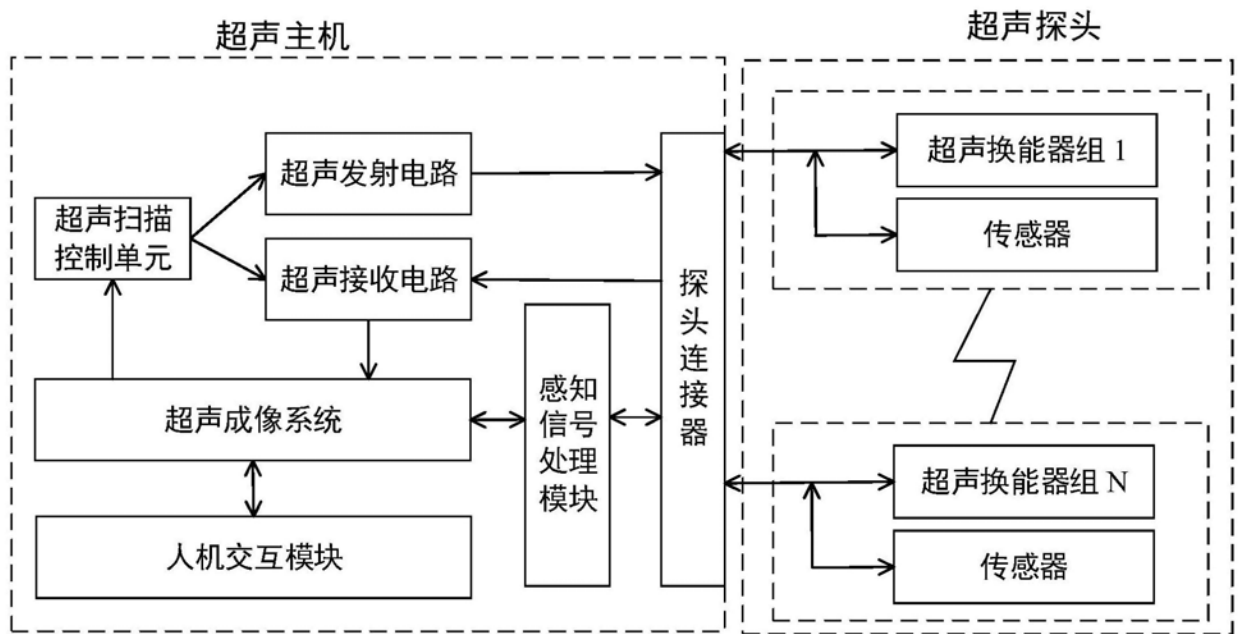 超声主机
超声探头
超声发射电路
超声扫描
控制单元
超声接收电路
超声成像系统
人机交互模块
感知
信号
处理
模块
探
头
连
接
器
超声换能器组 1
传感器
超声换能器组 N
传感器